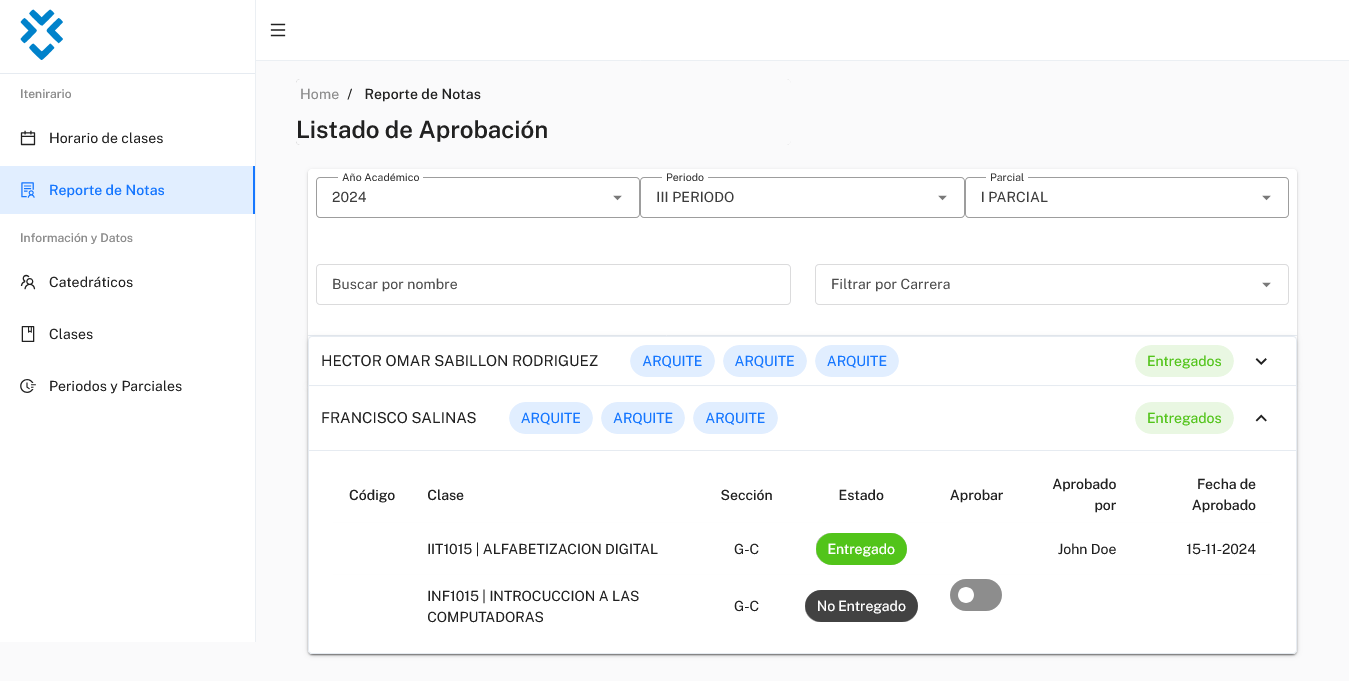 Itenirario
Horario de clases
Reporte de Notas
Información y Datos
Catedráticos
Clases
Periodos y Parciales
Home / Reporte de Notas
Listado de Aprobación
Año Académico
2024
Periodo
III PERIODO
Parcial
I PARCIAL
Buscar por nombre
Filtrar por Carrera
HECTOR OMAR SABILLON RODRIGUEZ ARQUITE ARQUITE ARQUITE Entregados
FRANCISCO SALINAS ARQUITE ARQUITE ARQUITE Entregados
Código
Clase
Sección
Estado
Aprobar
Aprobado
por
Fecha de
Aprobado
IIT1015 | ALFABETIZACION DIGITAL G-C Entregado John Doe 15-11-2024
INF1015 | INTROCUCCION A LAS
COMPUTADORAS
G-C
No Entregado